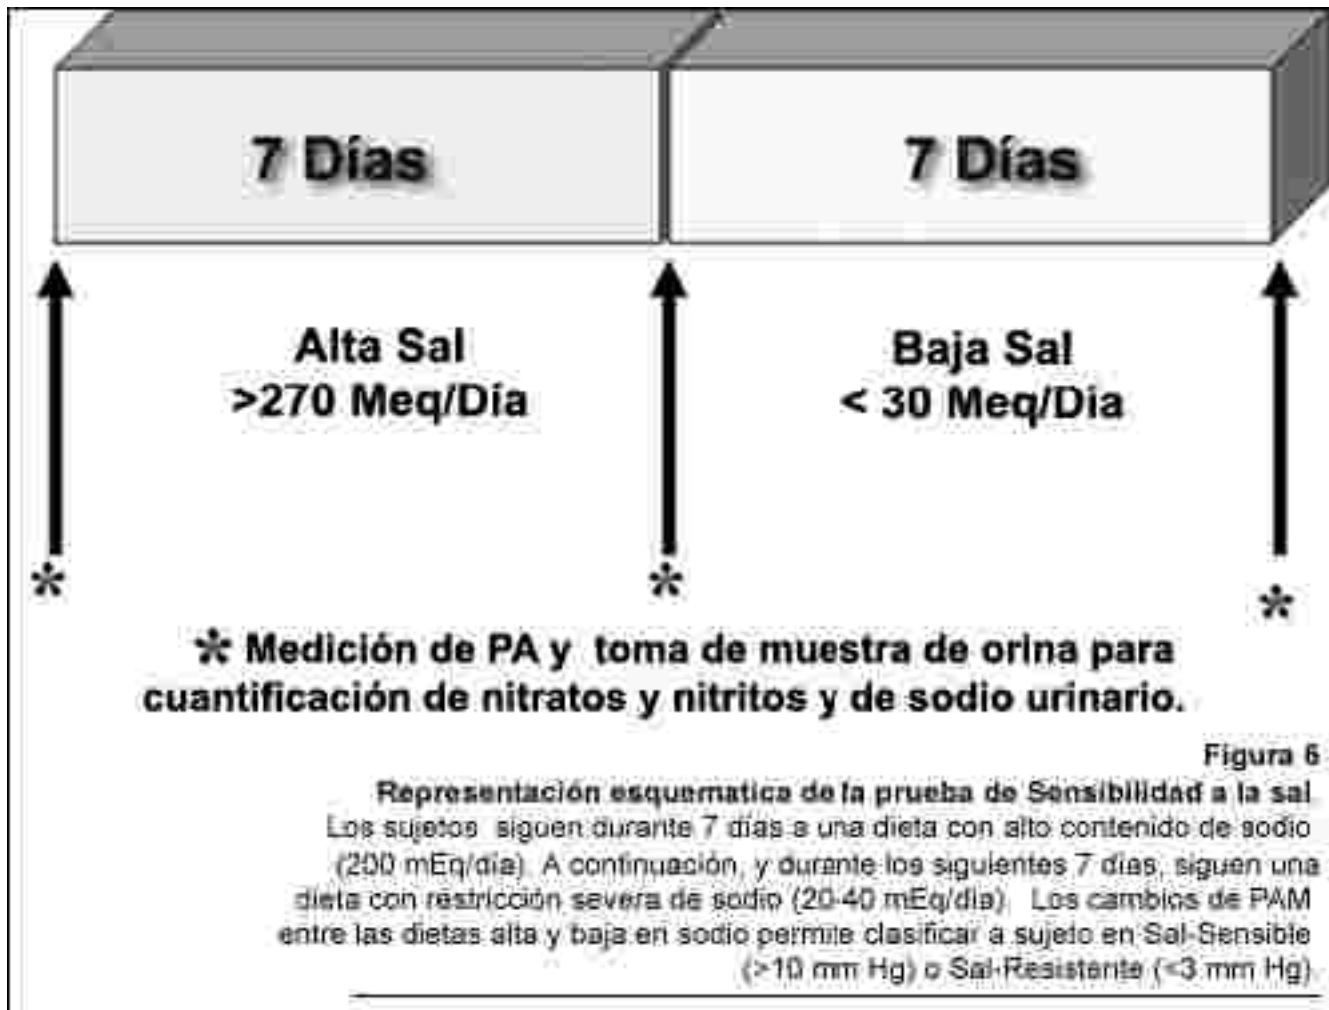 7 Días 7 Días
Alta Sal
>270 Meq/Día
Baja Sal
< 30 Meq/Dia
* * *
* Medición de PA y toma de muestra de orina para
cuantificación de nitratos y nitritos y de sodio urinario.
Figura 6
Representación esquematica de la prueba de Sensibilidad a la sal.
Los sujetos siguen durante 7 días a una dieta con alto contenido de sodio
(200 mEq/día). A continuación, y durante los siguientes 7 días, siguen una
dieta con restricción severa de sodio (20-40 mEq/día). Los cambios de PAM
entre las dietas alta y baja en sodio permite clasificar a sujeto en Sal-Sensible
(>10 mm Hg) o Sal-Resistente (<3 mm Hg).